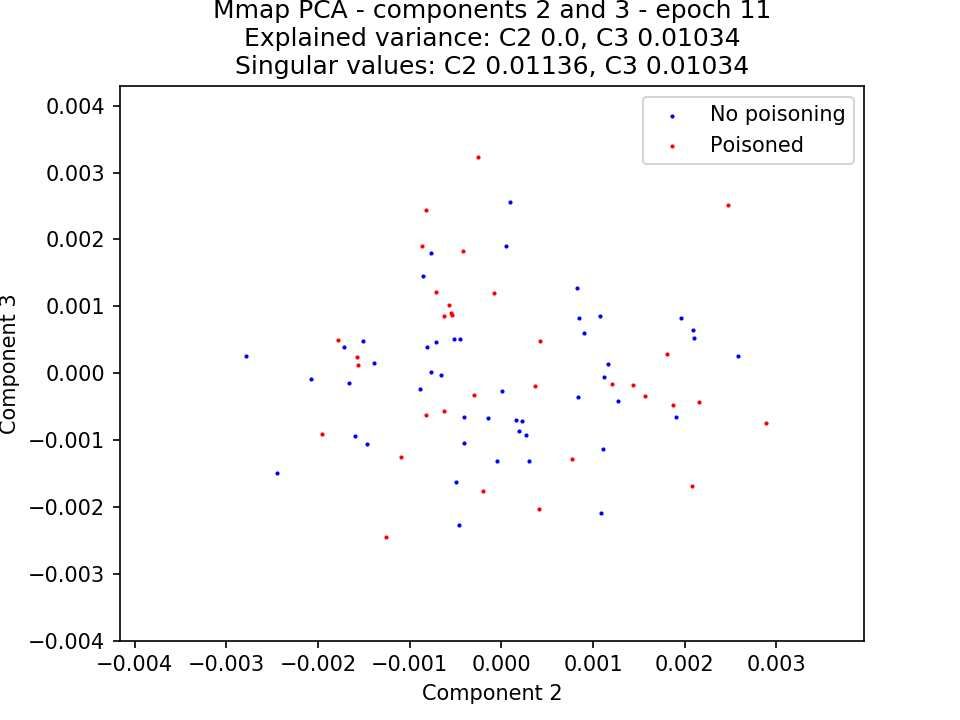 Mmap PCA - components 2 and 3 - epoch 11
Explained variance: C2 0.0, C3 0.01034
Singular values: C2 0.01136, C3 0.01034
No poisoning
Poisoned
0.004
0.003
0.002
0.001
0.000
−0.001
−0.002
−0.003
−0.004
Component 3
−0.004 −0.003 −0.002 −0.001 0.000 0.001 0.002 0.003
Component 2